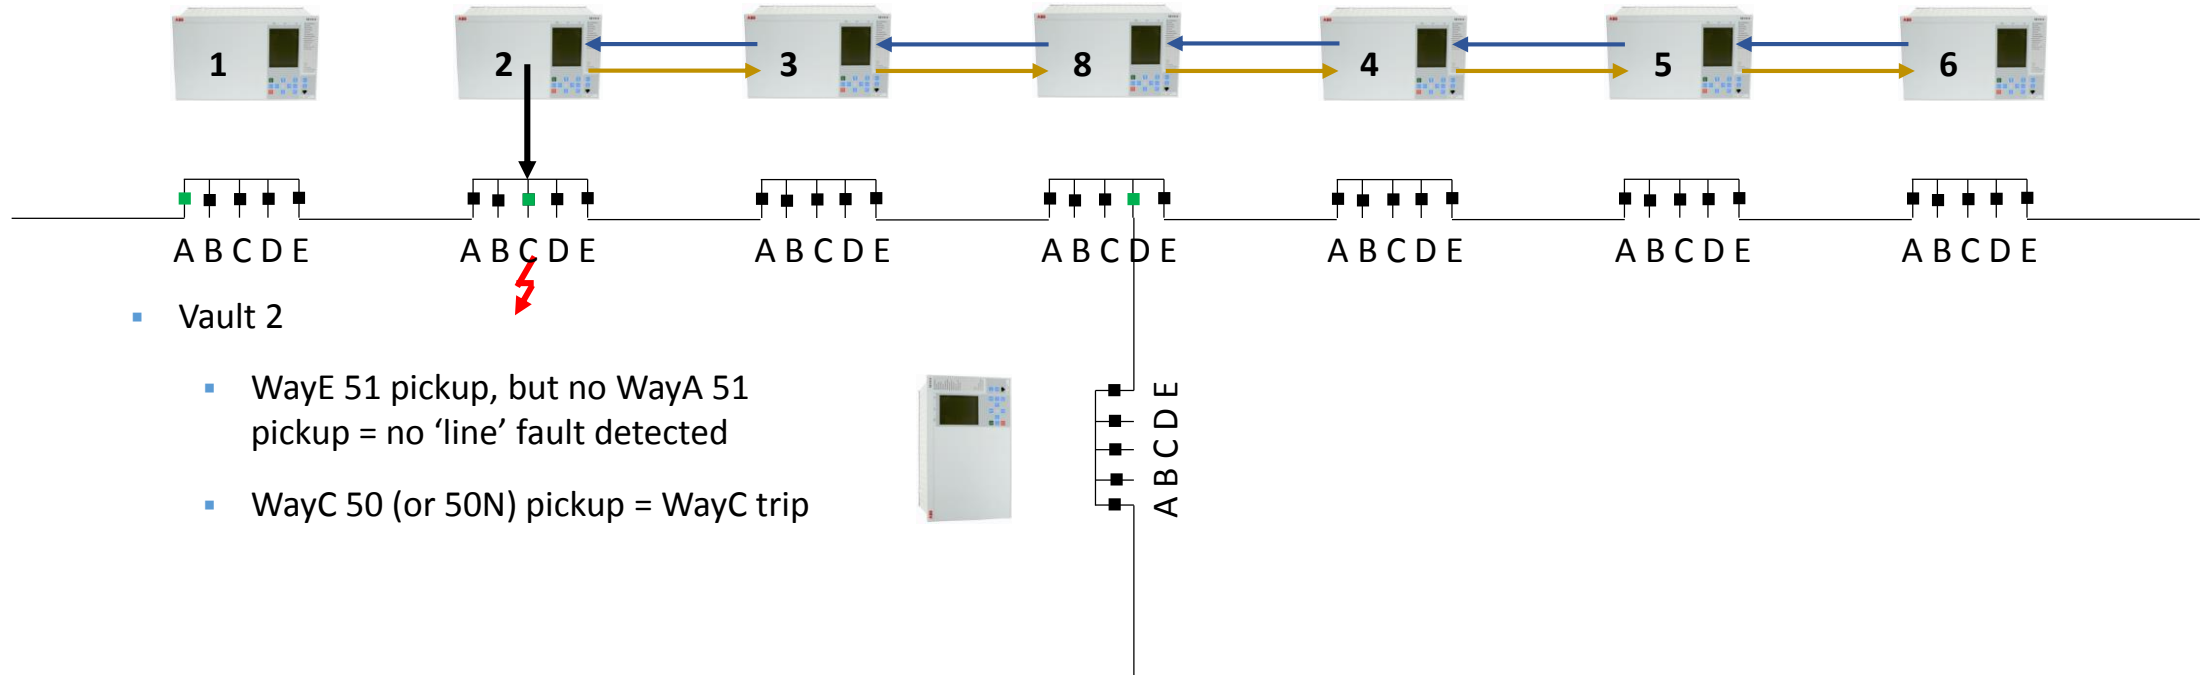 1 2 3 8 4 5 6
A B C D E A B C D E A B C D E A B C D E A B C D E A B C D E A B C D E
Vault 2
WayE 51 pickup, but no WayA 51
pickup = no ‘line’ fault detected
WayC 50 (or 50N) pickup = WayC trip
A B C D E